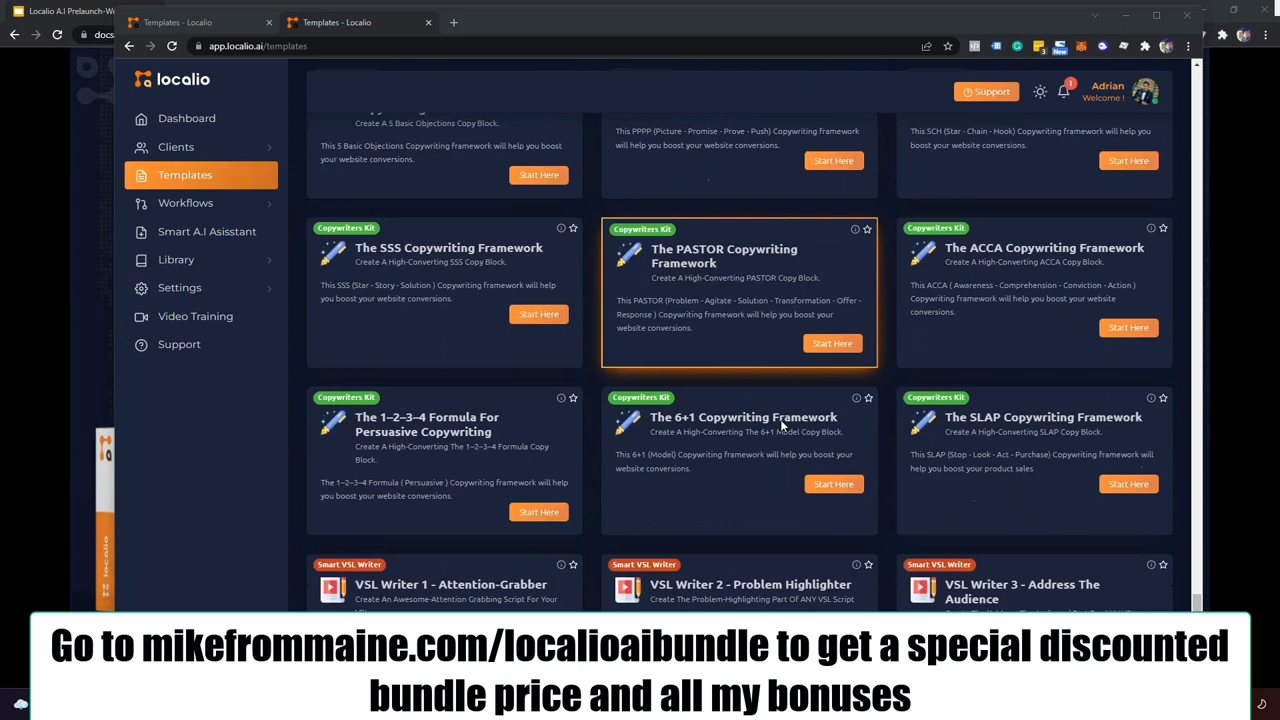 Localio A.I Prelaunch-Webina
Templates - Localio
Templates - Localio
docs
app.localio.ai/templates
localio
Support
1
Adrian
Welcome !
Dashboard
Clients
Templates
Workflows
Smart A.I Asisstant
Library
Settings
Video Training
Support
Create A 5 Basic Objections Copy Block.
This 5 Basic Objections Copywriting framework will help you
boost your website conversions.
Start Here
This PPPP (Picture - Promise - Prove - Push) Copywriting framework
will help you boost your website conversions.
Start Here
This SCH (Star - Chain - Hook) Copywriting framework will help you
boost your website conversions.
Start Here
Copywriters Kit
The SSS Copywriting Framework
Create A High-Converting SSS Copy Block.
This SSS (Star - Story - Solution ) Copywriting framework will help
you boost your website conversions.
Start Here
Copywriters Kit
The PASTOR Copywriting
Framework
Create A High-Converting PASTOR Copy Block.
This PASTOR (Problem - Agitate - Solution - Transformation - Offer -
Response ) Copywriting framework will help you boost your
website conversions.
Start Here
Copywriters Kit
The ACCA Copywriting Framework
Create A High-Converting ACCA Copy Block.
This ACCA ( Awareness - Comprehension - Conviction - Action )
Copywriting framework will help you boost your website
conversions.
Start Here
Copywriters Kit
The 1–2–3–4 Formula For
Persuasive Copywriting
Create A High-Converting The 1–2–3–4 Formula Copy
Block.
The 1–2–3–4 Formula ( Persuasive ) Copywriting framework will help
you boost your website conversions.
Start Here
Copywriters Kit
The 6+1 Copywriting Framework
Create A High-Converting The 6+1 Model Copy Block.
This 6+1 (Model) Copywriting framework will help you boost your
website conversions.
Start Here
Copywriters Kit
The SLAP Copywriting Framework
Create A High-Converting SLAP Copy Block.
This SLAP (Stop - Look - Act - Purchase) Copywriting framework will
help you boost your product sales
Start Here
Smart VSL Writer
VSL Writer 1 - Attention-Grabber
Create An Awesome-Attention Grabbing Script For Your
Smart VSL Writer
VSL Writer 2 - Problem Highlighter
Create The Problem-Highlighting Part Of ANY VSL Script
Smart VSL Writer
VSL Writer 3 - Address The
Audience
localio
Go to mikefrommaine.com/localioaibundle to get a special discounted
bundle price and all my bonuses